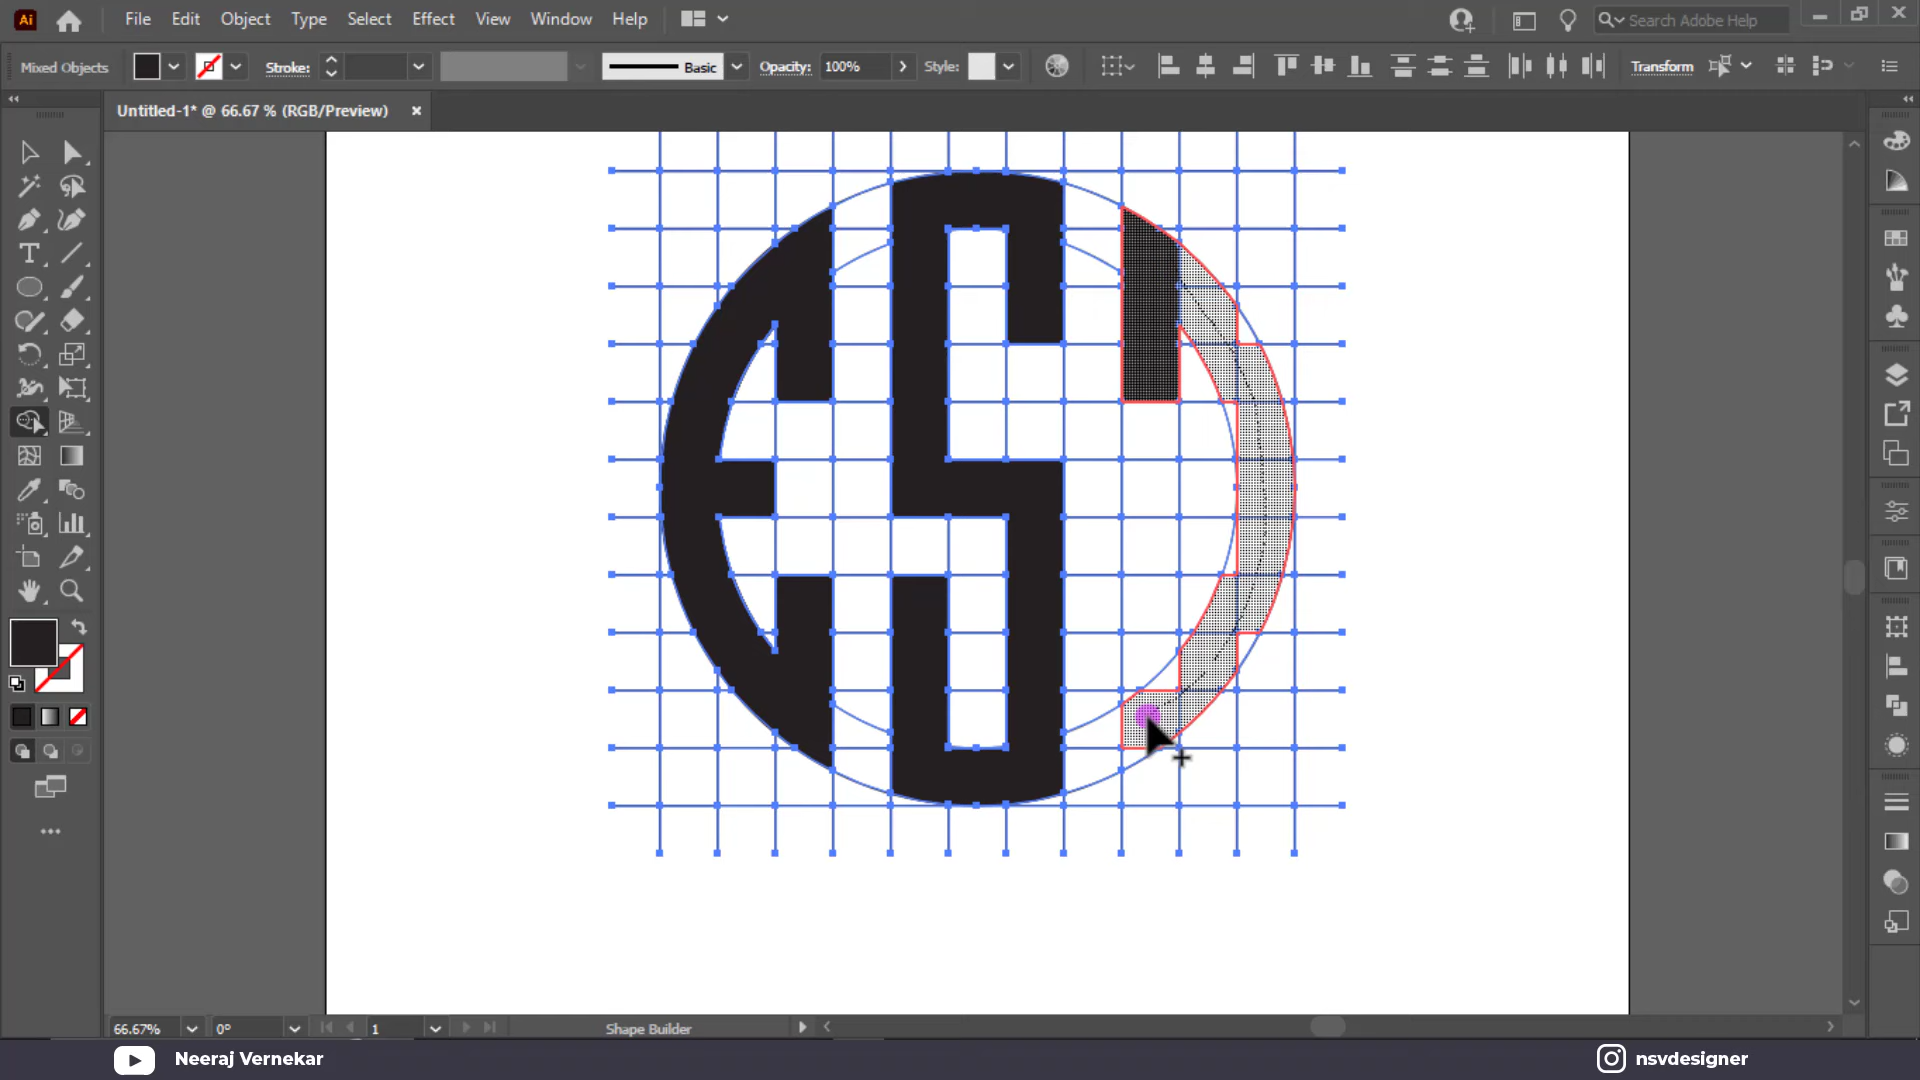 Ai File Edit Object Type Select Effect View Window Help Search Adobe Help
Mixed Objects Stroke: Basic Opacity: 100% Style: Transform
Untitled-1* @ 66.67 % (RGB/Preview) ×
66.67% 0° 1 Shape Builder
Neeraj Vernekar nsvdesigner